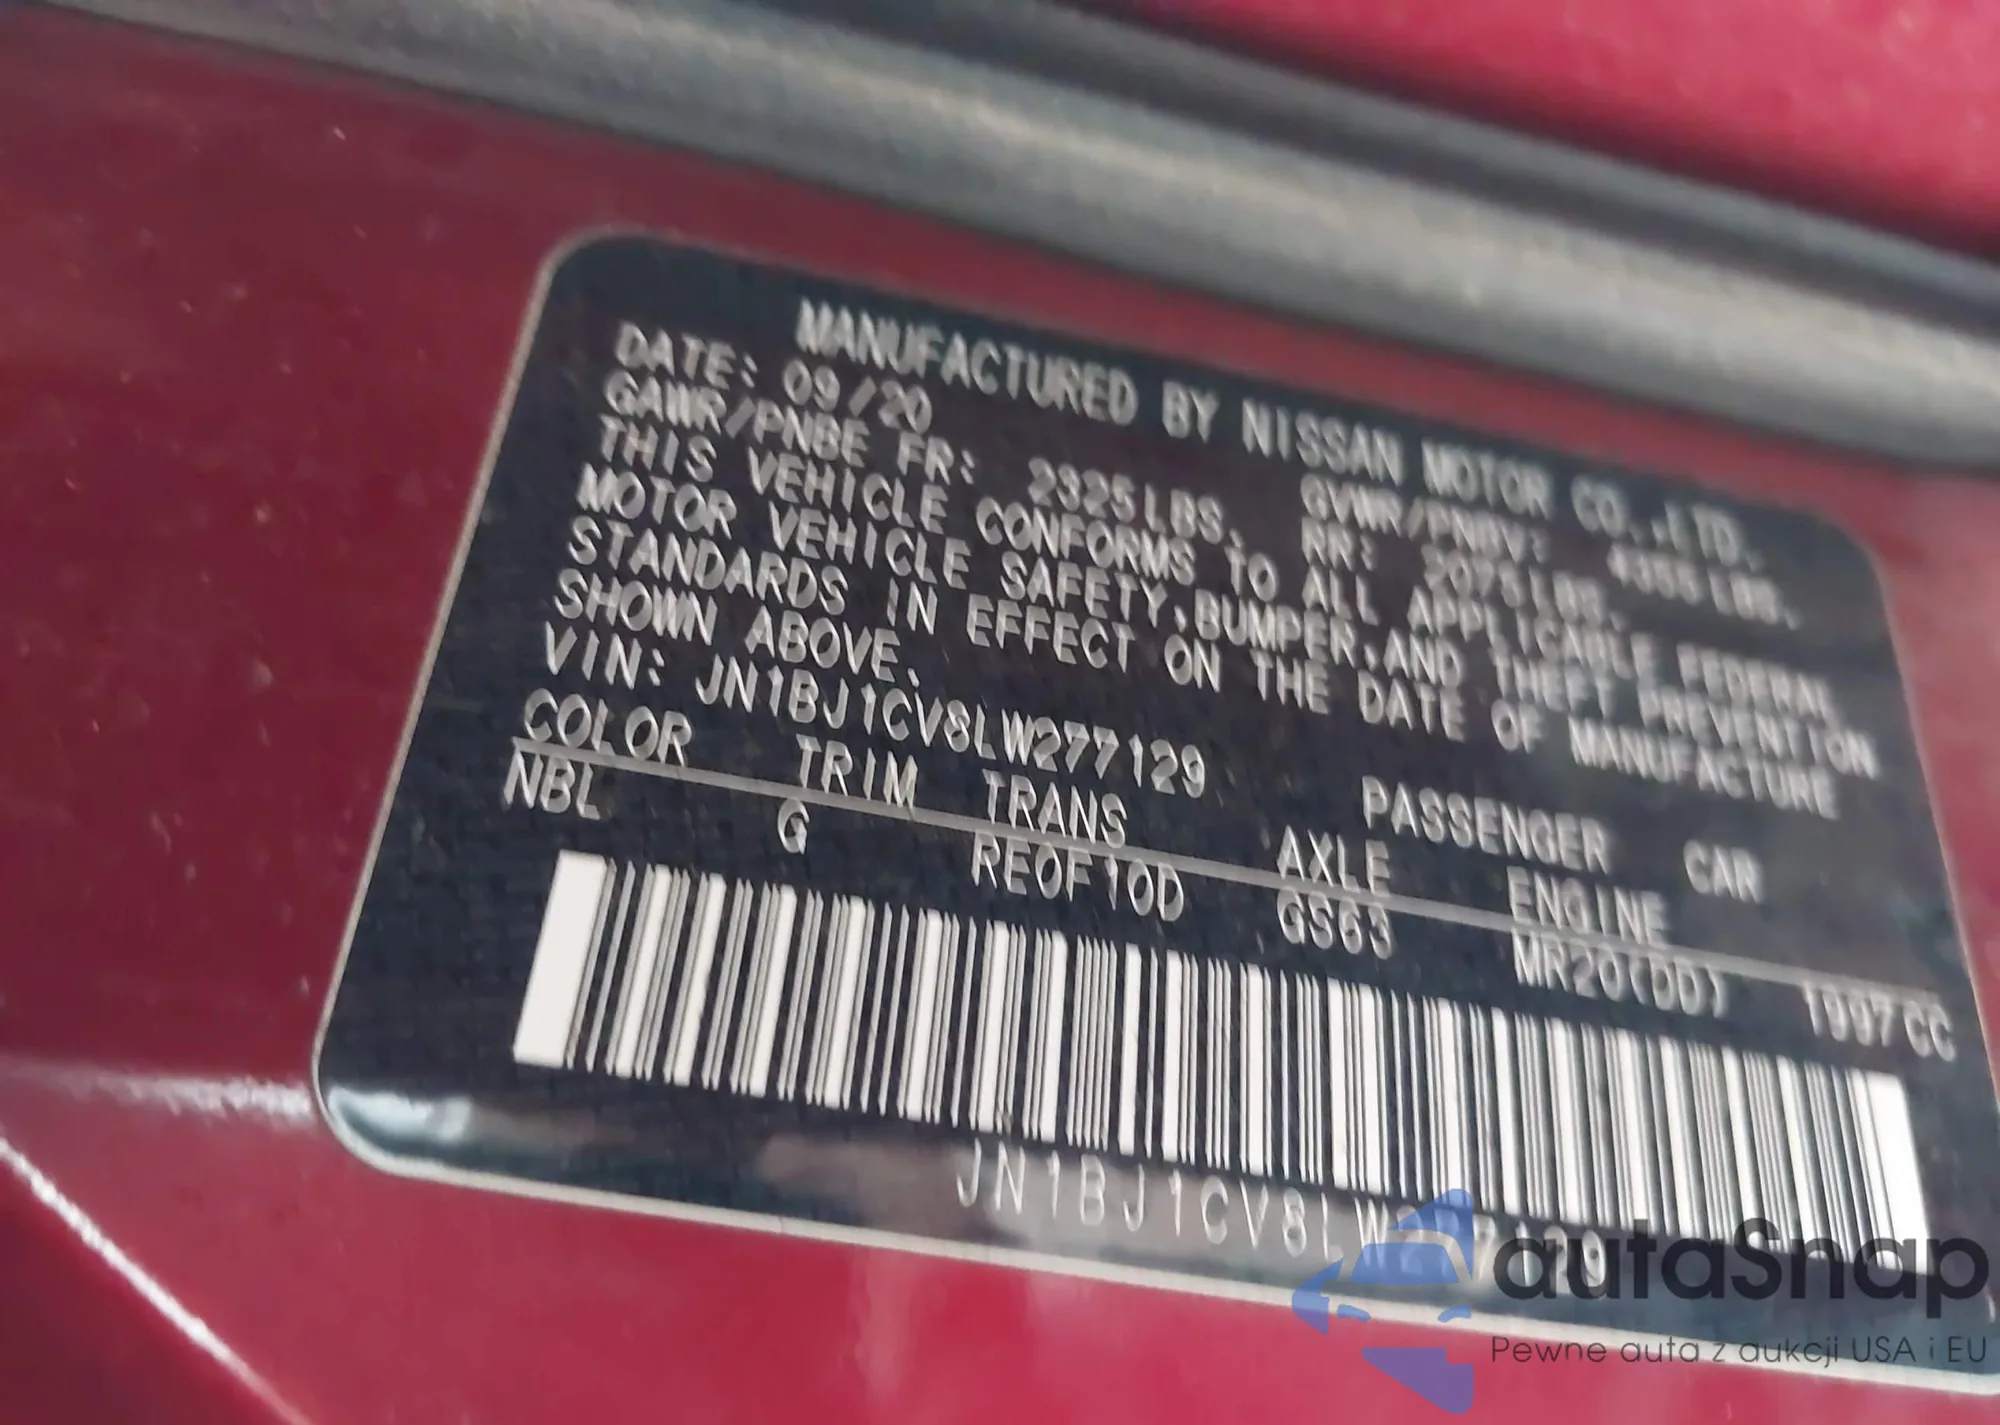 MANUFACTURED BY NISSAN MOTOR CO.,LTD.
DATE: 09/20 GVWR/PNBV: 4355LBS.
GAWR/PNBE FR: 2325LBS. RR: 2075LBS.
THIS VEHICLE CONFORMS TO ALL APPLICABLE FEDERAL
MOTOR VEHICLE SAFETY,BUMPER,AND THEFT PREVENTION
STANDARDS IN EFFECT ON THE DATE OF MANUFACTURE
SHOWN ABOVE.
VIN: JN1BJ1CV8LW277129 PASSENGER CAR
COLOR TRIM TRANS AXLE ENGINE
NBL G RE0F10D GS63 MR20(DD) 1997CC
JN1BJ1CV8LW277129
autaSnap
Pewne auta z aukcji USA i EU